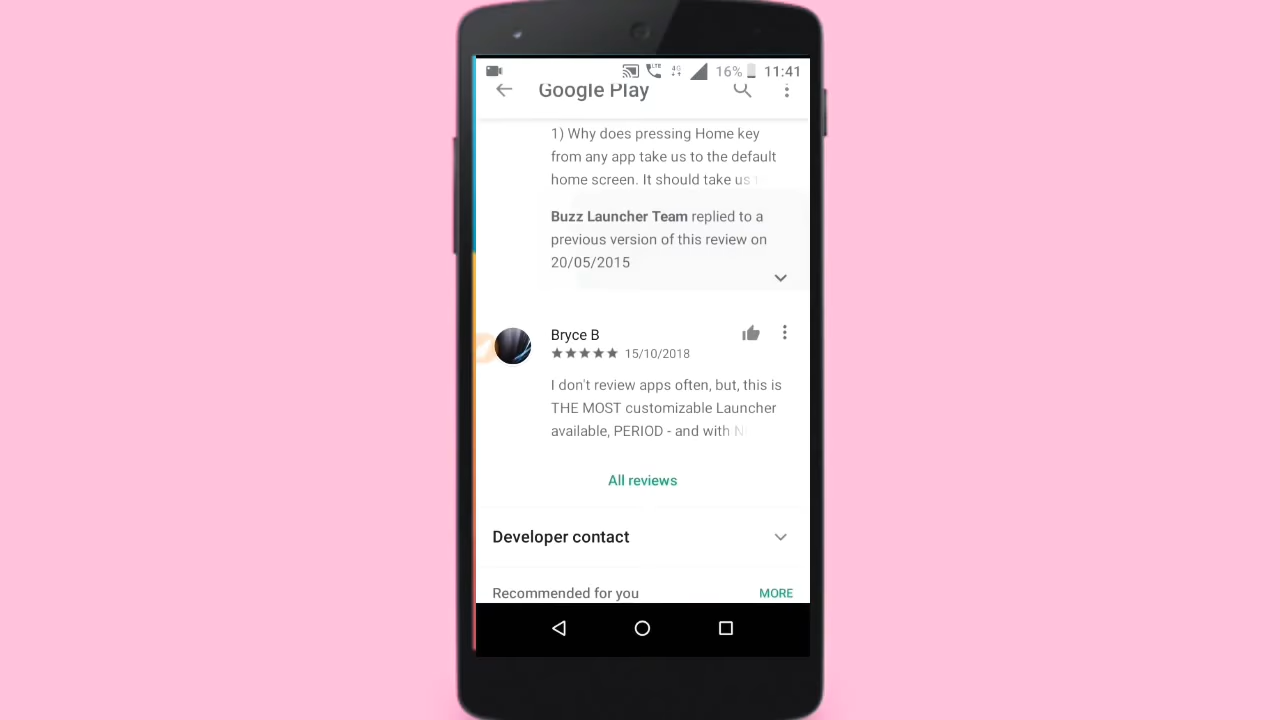 LTE
4G
16%
11:41
Google Play
1) Why does pressing Home key
from any app take us to the default
home screen. It should take us
Buzz Launcher Team replied to a
previous version of this review on
20/05/2015
Bryce B
15/10/2018
I don't review apps often, but, this is
THE MOST customizable Launcher
available, PERIOD - and with
All reviews
Developer contact
Recommended for you
MORE